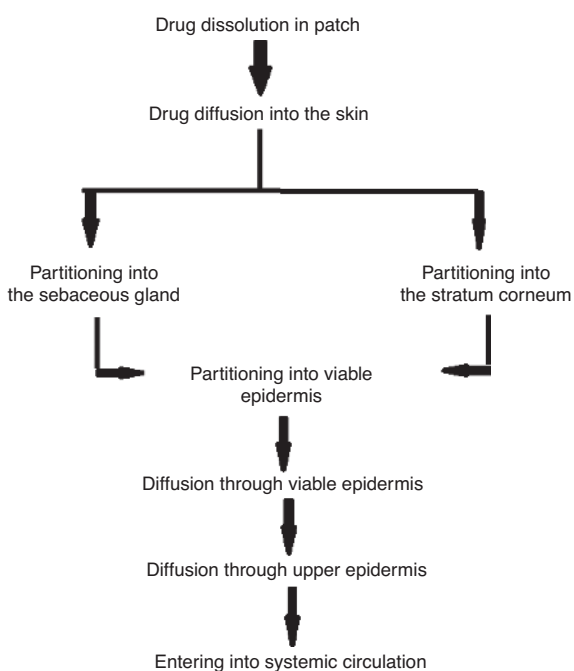 Drug dissolution in patch
Drug diffusion into the skin
Partitioning into
the sebaceous gland
Partitioning into
the stratum corneum
Partitioning into viable
epidermis
Diffusion through viable epidermis
Diffusion through upper epidermis
Entering into systemic circulation